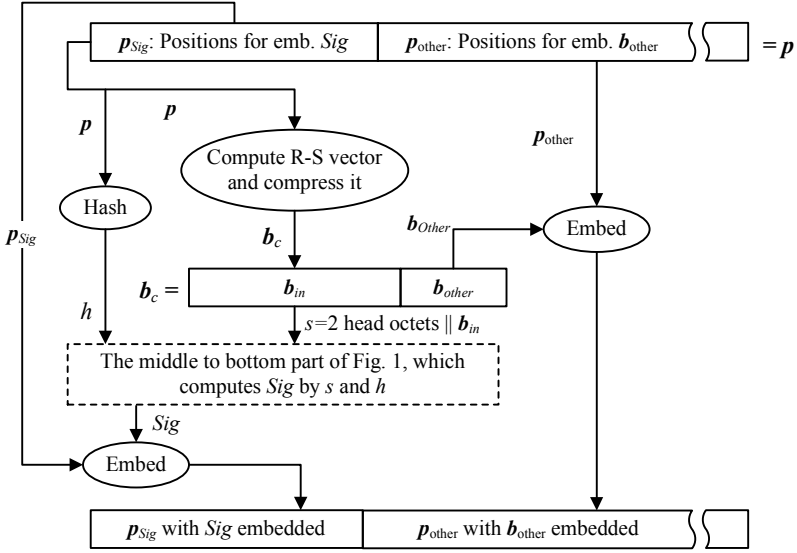 p_Sig: Positions for emb. Sig
p_other: Positions for emb. b_other
= p
p
p
p_other
Compute R-S vector
and compress it
Hash
b_Other
Embed
p_Sig
b_c
b_c =
b_in
b_other
h
s=2 head octets || b_in
The middle to bottom part of Fig. 1, which
computes Sig by s and h
Sig
Embed
p_Sig with Sig embedded
p_other with b_other embedded